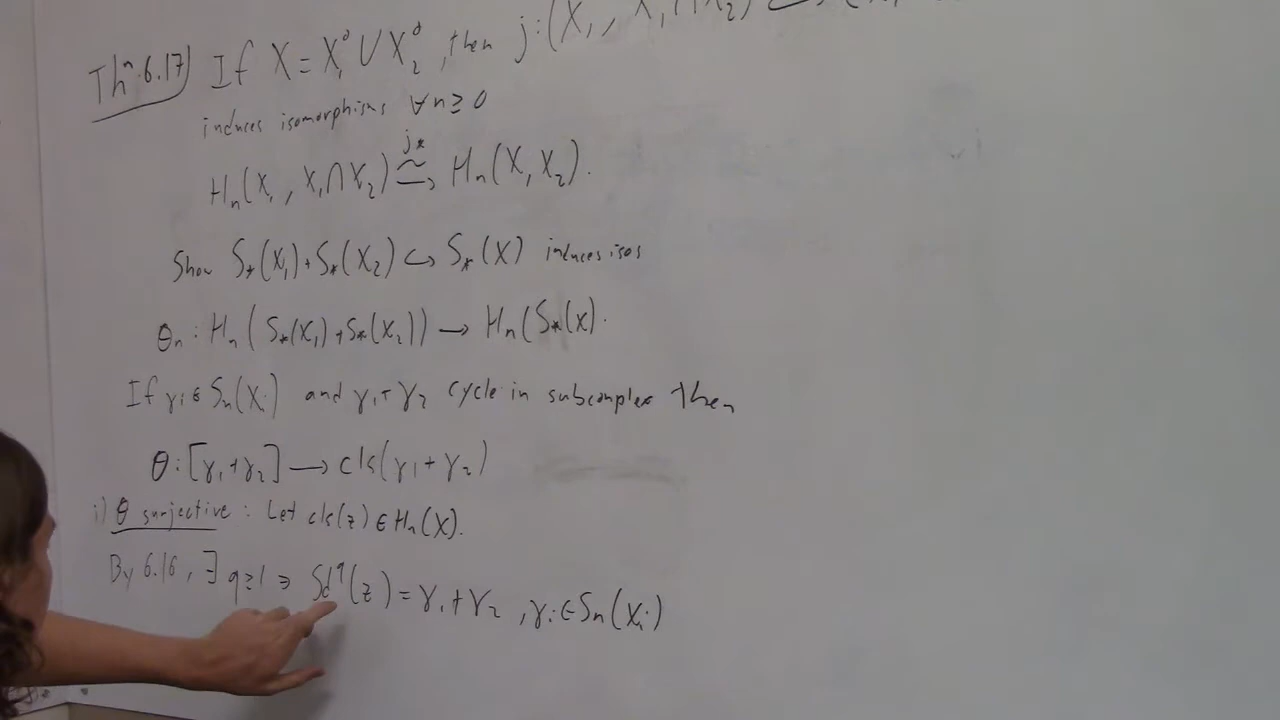 Thᵐ 6.17) If X = X₁° ∪ X₂°, then j: (X₁, X₁∩X₂) ↪
induces isomorphisms ∀n ≥ 0
Hₙ(X₁, X₁∩X₂) ⥲ Hₙ(X, X₂). j⁎
Show S⁎(X₁)+S⁎(X₂) ↪ S⁎(X) induces isos
θₙ: Hₙ(S⁎(X₁)+S⁎(X₂)) → Hₙ(S⁎(X).
If γᵢ ∈ Sₙ(Xᵢ) and γ₁+γ₂ cycle in subcomplex then
θ: [γ₁+γ₂] → cls(γ₁+γ₂)
i) θ surjective: Let cls(z) ∈ Hₙ(X).
By 6.16, ∃ q≥1 ∋ Sd^q(z) = γ₁+γ₂, γᵢ ∈ Sₙ(Xᵢ)